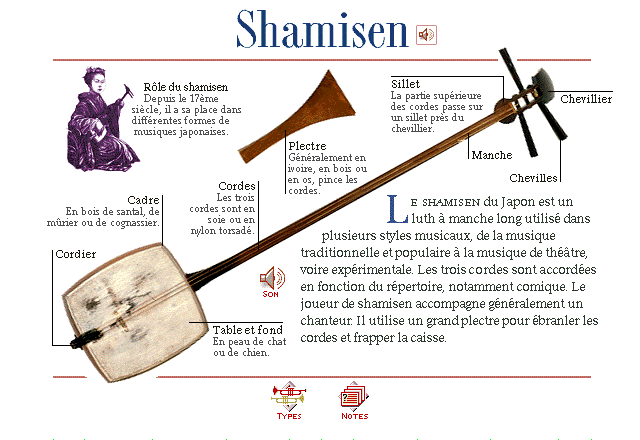 Shamisen
Rôle du shamisen
Depuis le 17ème
siècle, il a sa place dans
différentes formes de
musiques japonaises.
Plectre
Généralement en
ivoire, en bois ou
en os, pince les
cordes.
Sillet
La partie supérieure
des cordes passe sur
un sillet près du
chevillier.
Chevillier
Manche
Chevilles
Cordes
Les trois
cordes sont en
soie ou en
nylon torsadé.
Cadre
En bois de santal, de
mûrier ou de cognassier.
Cordier
Table et fond
En peau de chat
ou de chien.
Son
LE SHAMISEN du Japon est un
luth à manche long utilisé dans
plusieurs styles musicaux, de la musique
traditionnelle et populaire à la musique de théâtre,
voire expérimentale. Les trois cordes sont accordées
en fonction du répertoire, notamment comique. Le
joueur de shamisen accompagne généralement un
chanteur. Il utilise un grand plectre pour ébranler les
cordes et frapper la caisse.
Types
Notes